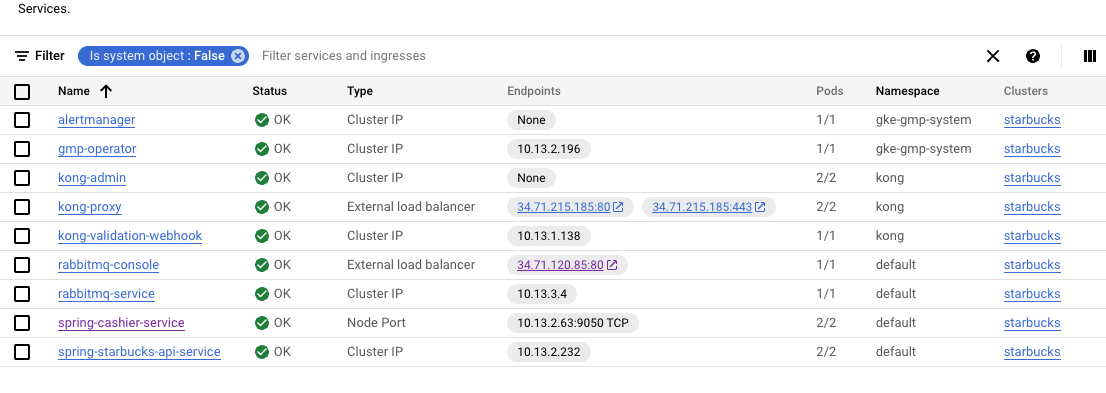 Services.
Filter Is system object : False Filter services and ingresses
Name Status Type Endpoints Pods Namespace Clusters
alertmanager OK Cluster IP None 1/1 gke-gmp-system starbucks
gmp-operator OK Cluster IP 10.13.2.196 1/1 gke-gmp-system starbucks
kong-admin OK Cluster IP None 2/2 kong starbucks
kong-proxy OK External load balancer 34.71.215.185:80 34.71.215.185:443 2/2 kong starbucks
kong-validation-webhook OK Cluster IP 10.13.1.138 1/1 kong starbucks
rabbitmq-console OK External load balancer 34.71.120.85:80 1/1 default starbucks
rabbitmq-service OK Cluster IP 10.13.3.4 1/1 default starbucks
spring-cashier-service OK Node Port 10.13.2.63:9050 TCP 2/2 default starbucks
spring-starbucks-api-service OK Cluster IP 10.13.2.232 2/2 default starbucks